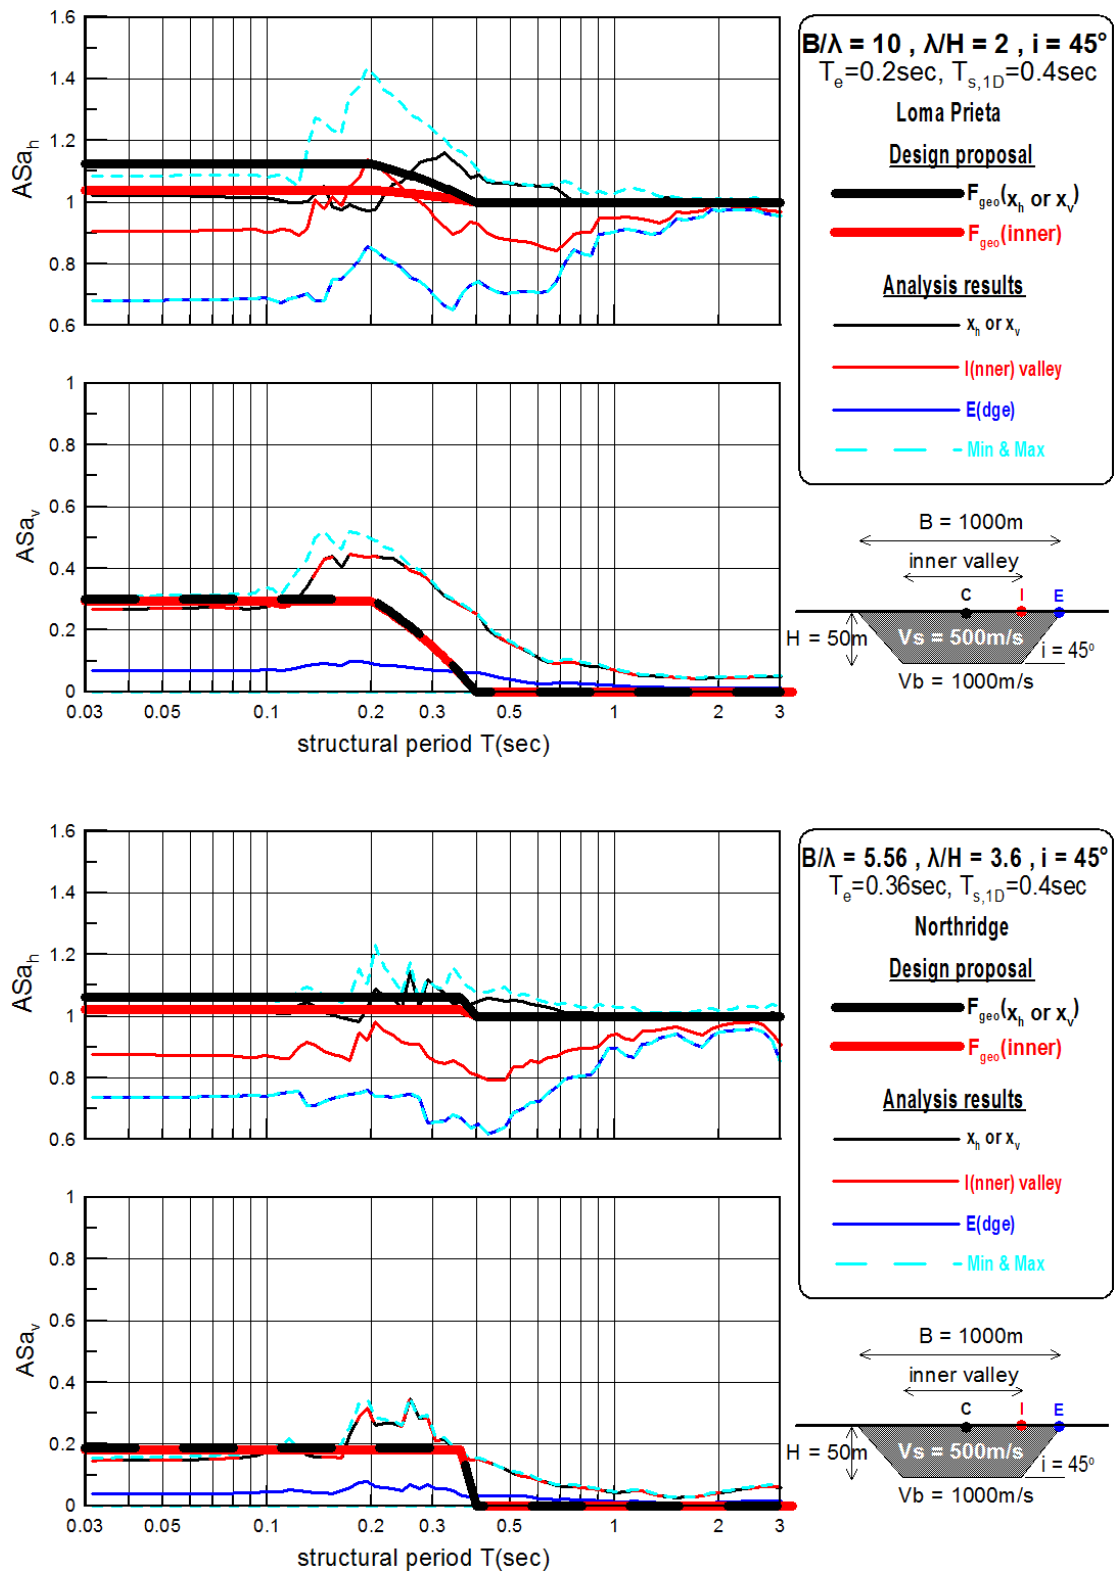 1.6
1.4
1.2
1
0.8
0.6
ASa_h
B/λ = 10 , λ/H = 2 , i = 45°
T_e=0.2sec, T_s,1D=0.4sec
Loma Prieta
Design proposal
F_geo(x_h or x_v)
F_geo(inner)
Analysis results
x_h or x_v
I(nner) valley
E(dge)
Min & Max
1
0.8
0.6
0.4
0.2
0
ASa_v
0.03 0.05 0.1 0.2 0.3 0.5 1 2 3
structural period T(sec)
B = 1000m
inner valley
C I E
H = 50m
Vs = 500m/s
i = 45°
Vb = 1000m/s
1.6
1.4
1.2
1
0.8
0.6
ASa_h
B/λ = 5.56 , λ/H = 3.6 , i = 45°
T_e=0.36sec, T_s,1D=0.4sec
Northridge
Design proposal
F_geo(x_h or x_v)
F_geo(inner)
Analysis results
x_h or x_v
I(nner) valley
E(dge)
Min & Max
1
0.8
0.6
0.4
0.2
0
ASa_v
0.03 0.05 0.1 0.2 0.3 0.5 1 2 3
structural period T(sec)
B = 1000m
inner valley
C I E
H = 50m
Vs = 500m/s
i = 45°
Vb = 1000m/s